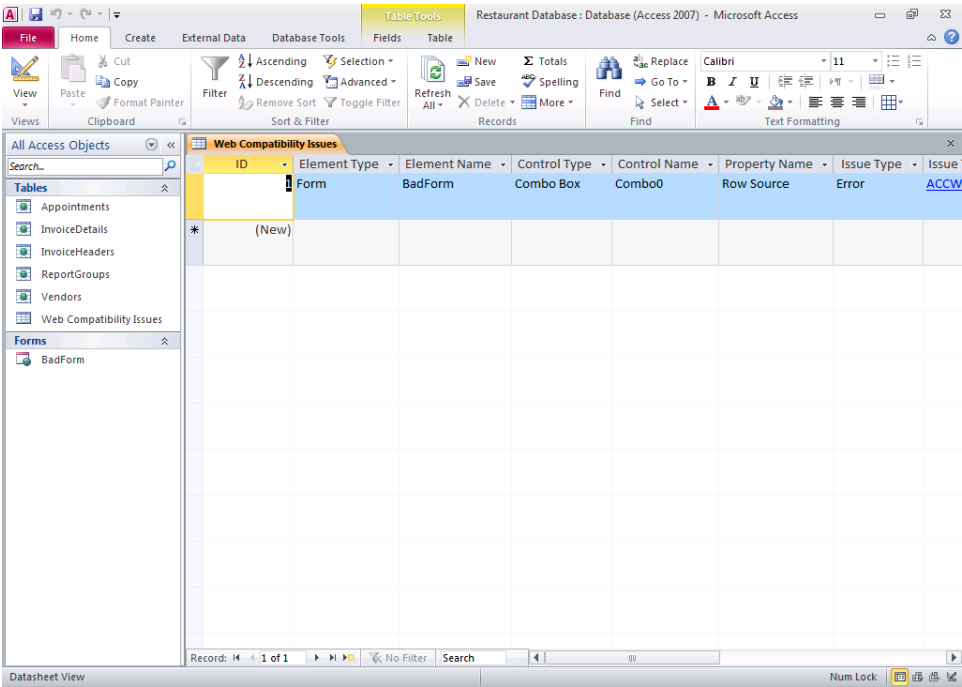 Table Tools
Restaurant Database : Database (Access 2007) - Microsoft Access
File Home Create External Data Database Tools Fields Table
View
Paste
Cut
Copy
Format Painter
Filter
Ascending
Descending
Remove Sort
Selection
Advanced
Toggle Filter
Refresh All
New
Save
Delete
Totals
Spelling
More
Find
Replace
Go To
Select
Calibri 11
B I U
Views Clipboard Sort & Filter Records Find Text Formatting
All Access Objects
Search...
Tables
Appointments
InvoiceDetails
InvoiceHeaders
ReportGroups
Vendors
Web Compatibility Issues
Forms
BadForm
Web Compatibility Issues
ID Element Type Element Name Control Type Control Name Property Name Issue Type Issue
1 Form BadForm Combo Box Combo0 Row Source Error ACCW
(New)
Record: 1 of 1 No Filter Search
Datasheet View Num Lock